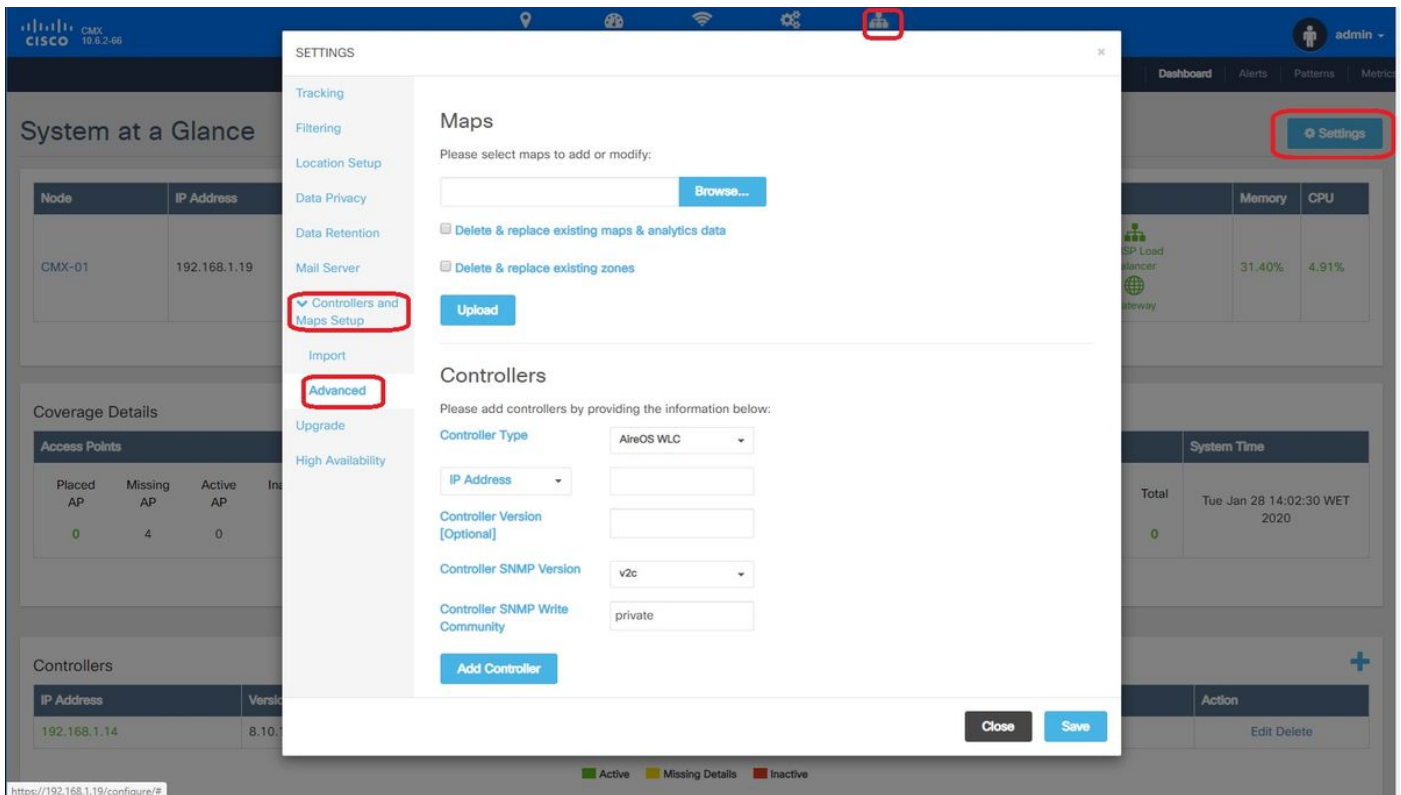 CISCO CMX
10.6.2-66
admin
Dashboard Alerts Patterns Metrics
System at a Glance
Settings
Node IP Address Memory CPU
CMX-01 192.168.1.19 31.40% 4.91%
SP Load
alancer
ateway
Coverage Details
Access Points System Time
Placed AP Missing AP Active AP Ina Total
0 4 0 0 Tue Jan 28 14:02:30 WET 2020
Controllers
IP Address Versio Action
192.168.1.14 8.10.1 Edit Delete
Active Missing Details Inactive
https://192.168.1.19/configure/#
SETTINGS
×
Tracking
Filtering
Location Setup
Data Privacy
Data Retention
Mail Server
Controllers and
Maps Setup
Import
Advanced
Upgrade
High Availability
Maps
Please select maps to add or modify:
Browse...
Delete & replace existing maps & analytics data
Delete & replace existing zones
Upload
Controllers
Please add controllers by providing the information below:
Controller Type AireOS WLC
IP Address
Controller Version
[Optional]
Controller SNMP Version v2c
Controller SNMP Write
Community private
Add Controller
Close Save